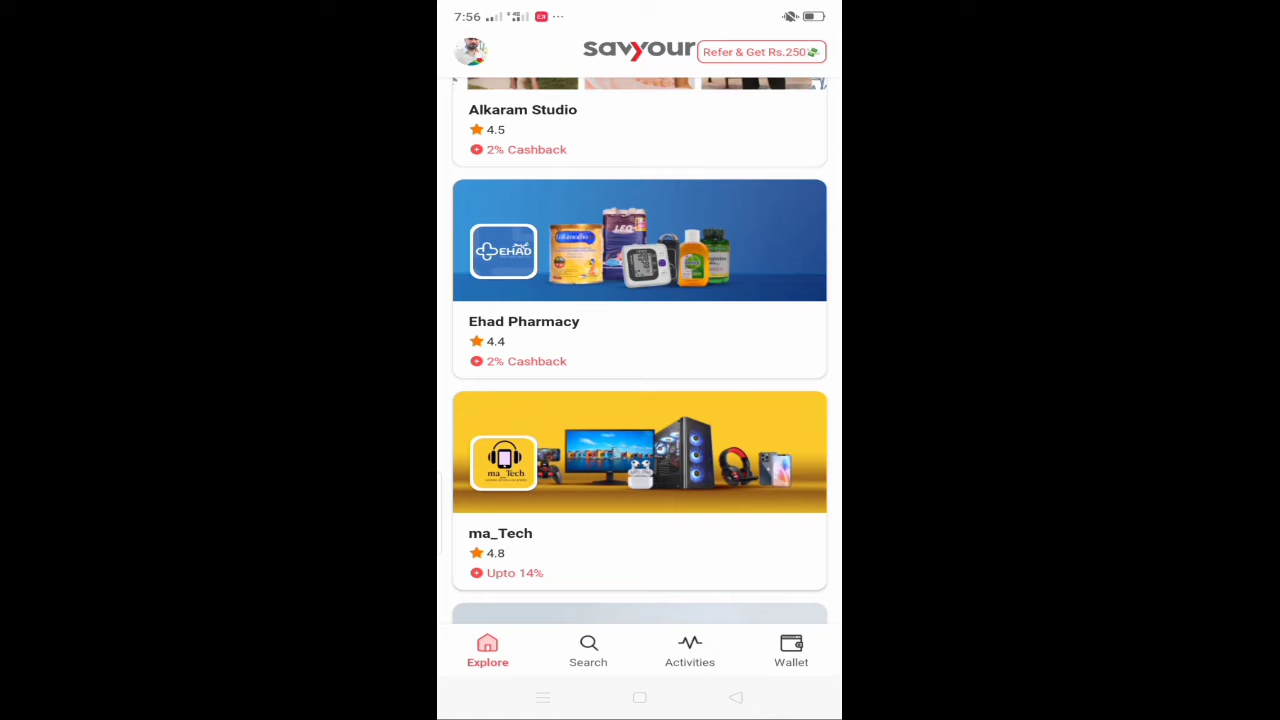 7:56
savyour
Refer & Get Rs.250
Alkaram Studio
4.5
2% Cashback
EHAD
LEO
Ehad Pharmacy
4.4
2% Cashback
ma_Tech
ma_Tech
4.8
Upto 14%
Explore
Search
Activities
Wallet